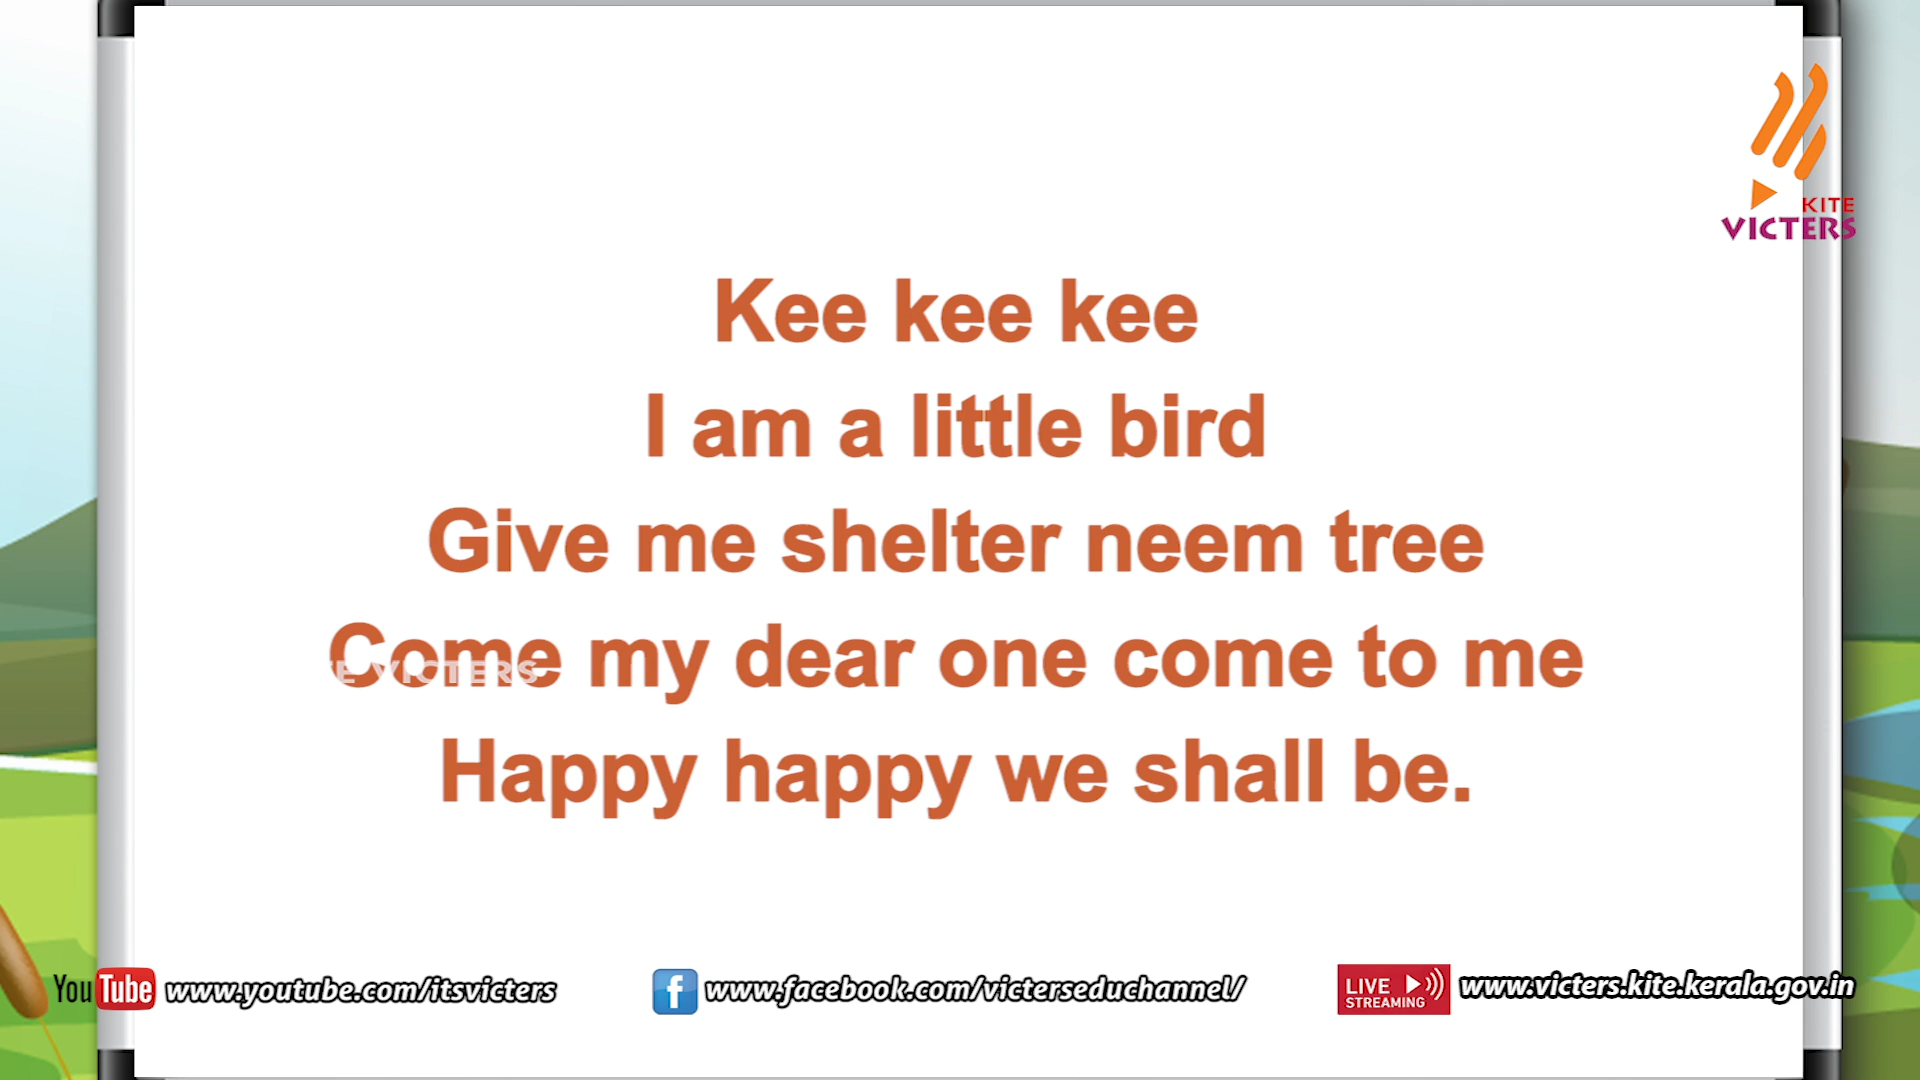 KITE
VICTERS
Kee kee kee
I am a little bird
Give me shelter neem tree
Come my dear one come to me
Happy happy we shall be.
VICTERS
YouTube www.youtube.com/itsvicters
f www.facebook.com/victerseduchannel/
LIVE STREAMING www.victers.kite.kerala.gov.in